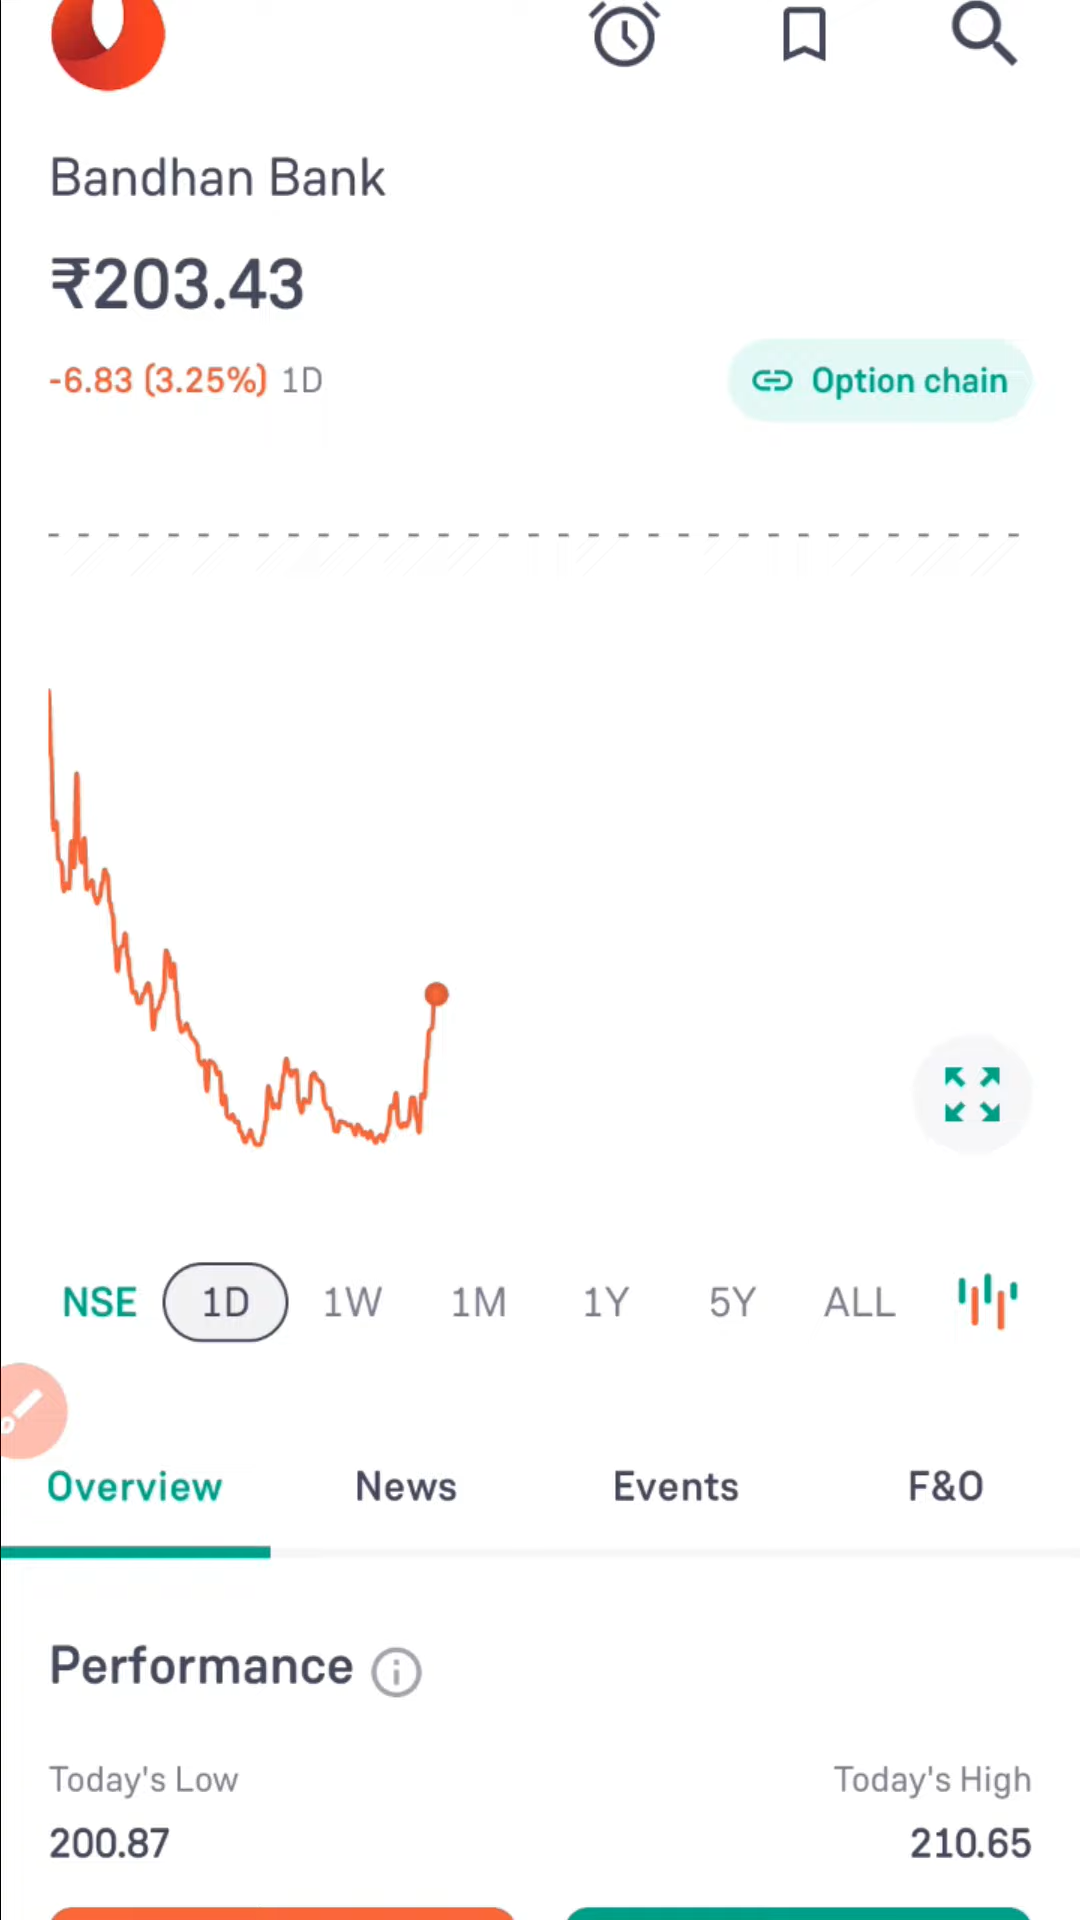 Bandhan Bank
₹203.43
-6.83 (3.25%) 1D
Option chain
NSE 1D 1W 1M 1Y 5Y ALL
Overview News Events F&O
Performance
Today's Low Today's High
200.87 210.65